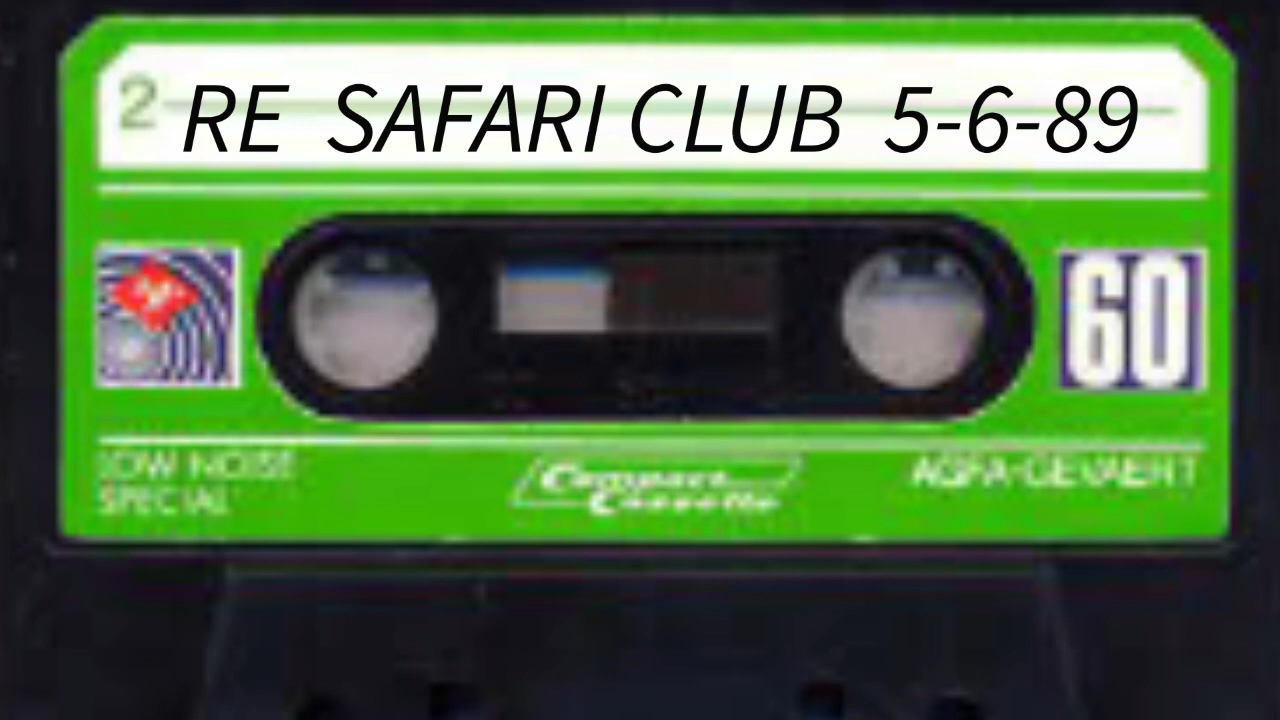 2 RE SAFARI CLUB 5-6-89
60
LOW NOISE
SPECIAL
Compact
Cassette
AGFA-GEVAERT